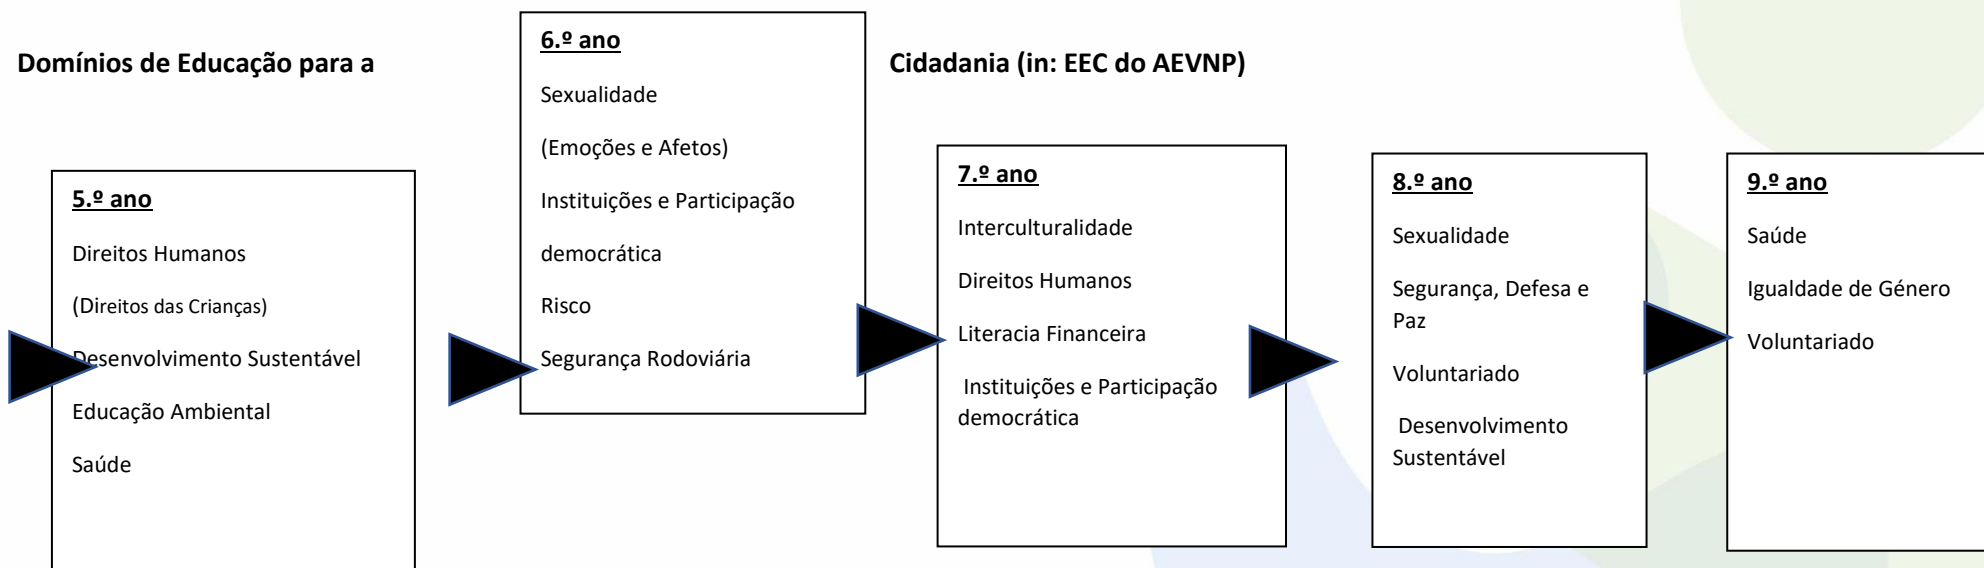 Domínios de Educação para a
Cidadania (in: EEC do AEVNP)
5.º ano
Direitos Humanos
(Direitos das Crianças)
Desenvolvimento Sustentável
Educação Ambiental
Saúde
6.º ano
Sexualidade
(Emoções e Afetos)
Instituições e Participação
democrática
Risco
Segurança Rodoviária
7.º ano
Interculturalidade
Direitos Humanos
Literacia Financeira
Instituições e Participação
democrática
8.º ano
Sexualidade
Segurança, Defesa e
Paz
Voluntariado
Desenvolvimento
Sustentável
9.º ano
Saúde
Igualdade de Género
Voluntariado